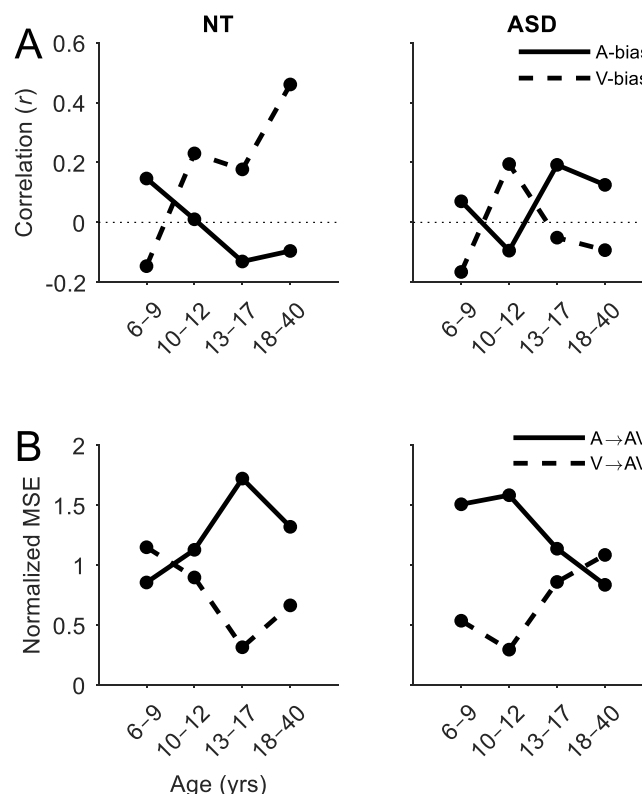 NT
ASD
A
0.6
0.4
0.2
0
-0.2
Correlation (r)
A-bias
V-bias
6–9
10–12
13–17
18–40
6–9
10–12
13–17
18–40
B
2
1.5
1
0.5
0
Normalized MSE
A→AV
V→AV
6–9
10–12
13–17
18–40
6–9
10–12
13–17
18–40
Age (yrs)